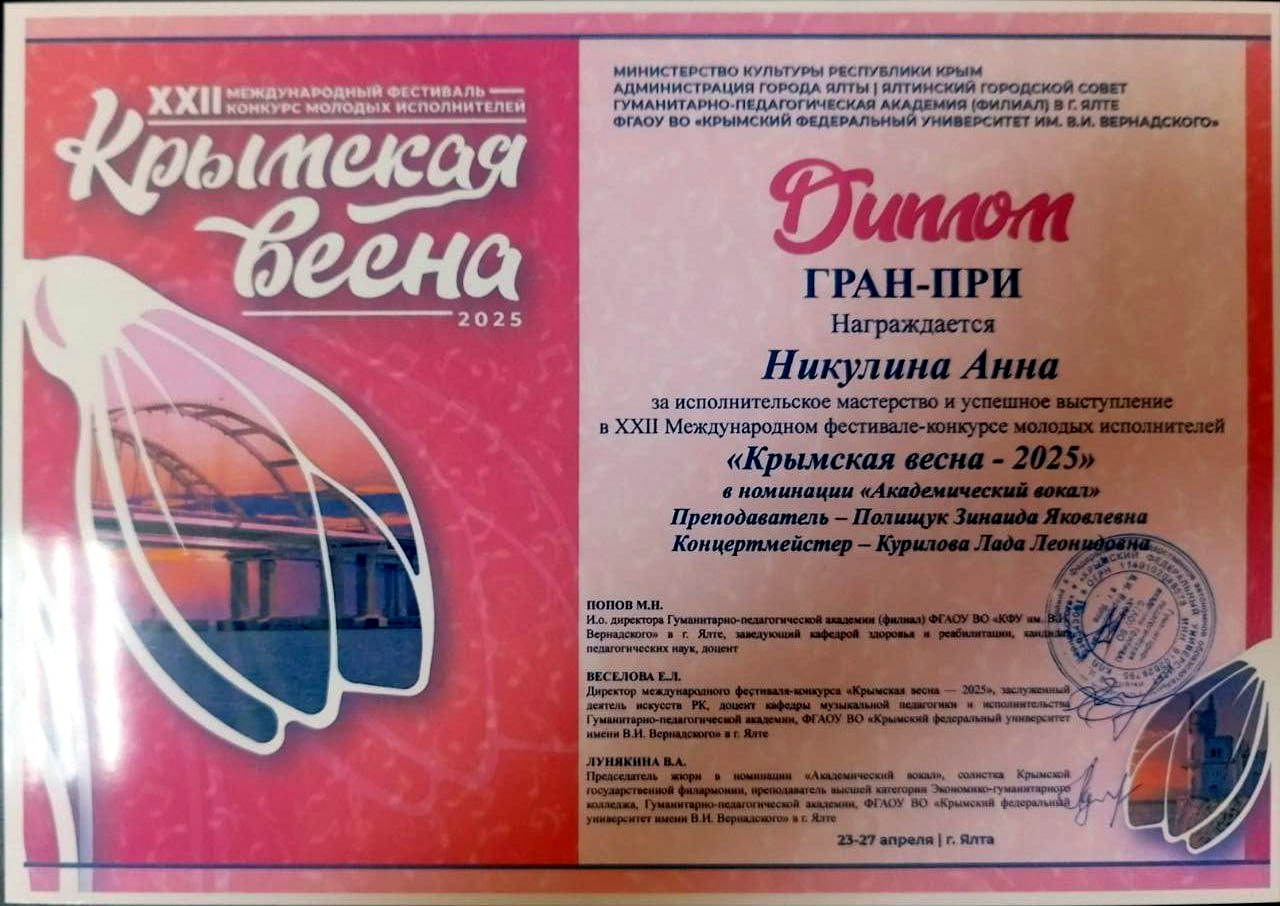 XXII МЕЖДУНАРОДНЫЙ ФЕСТИВАЛЬ
КОНКУРС МОЛОДЫХ ИСПОЛНИТЕЛЕЙ
Крымская
весна
2025
МИНИСТЕРСТВО КУЛЬТУРЫ РЕСПУБЛИКИ КРЫМ
АДМИНИСТРАЦИЯ ГОРОДА ЯЛТЫ | ЯЛТИНСКИЙ ГОРОДСКОЙ СОВЕТ
ГУМАНИТАРНО-ПЕДАГОГИЧЕСКАЯ АКАДЕМИЯ (ФИЛИАЛ) В Г. ЯЛТЕ
ФГАОУ ВО «КРЫМСКИЙ ФЕДЕРАЛЬНЫЙ УНИВЕРСИТЕТ ИМ. В.И. ВЕРНАДСКОГО»
Диплом
ГРАН-ПРИ
Награждается
Никулина Анна
за исполнительское мастерство и успешное выступление
в XXII Международном фестивале-конкурсе молодых исполнителей
«Крымская весна - 2025»
в номинации «Академический вокал»
Преподаватель – Полищук Зинаида Яковлевна
Концертмейстер – Курилова Лада Леонидовна
ПОПОВ М.Н.
И.о. директора Гуманитарно-педагогической академии (филиал) ФГАОУ ВО «КФУ им. В.И.
Вернадского» в г. Ялте, заведующий кафедрой здоровья и реабилитации, кандидат
педагогических наук, доцент
ВЕСЕЛОВА Е.Л.
Директор международного фестиваля-конкурса «Крымская весна — 2025», заслуженный
деятель искусств РК, доцент кафедры музыкальной педагогики и исполнительства
Гуманитарно-педагогической академии, ФГАОУ ВО «Крымский федеральный университет
имени В.И. Вернадского» в г. Ялте
ЛУНЯКИНА В.А.
Председатель жюри в номинации «Академический вокал», солистка Крымской
государственной филармонии, преподаватель высшей категории Экономико-гуманитарного
колледжа, Гуманитарно-педагогической академии, ФГАОУ ВО «Крымский федеральный
университет имени В.И. Вернадского» в г. Ялте
23-27 апреля | г. Ялта